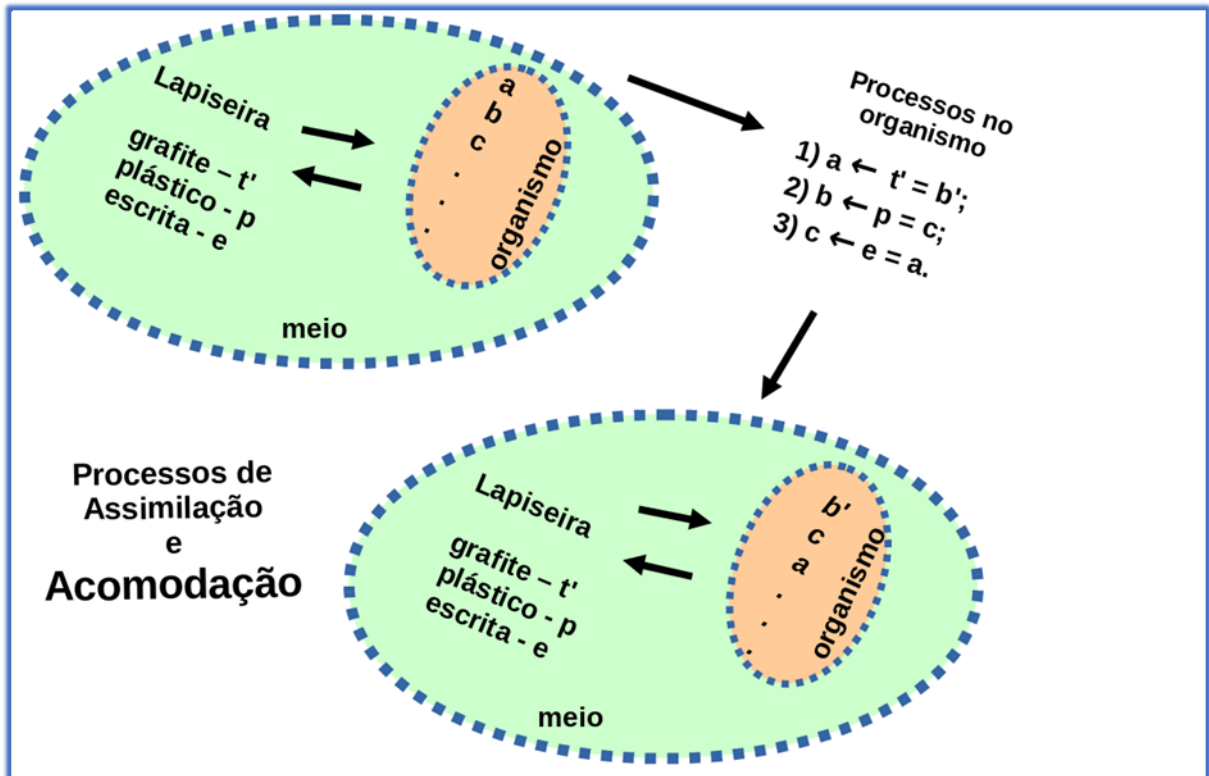 Lapiseira
grafite – t'
plástico - p
escrita - e
a
b
c
.
.
.
organismo
meio
Processos no
organismo
1) a ← t' = b';
2) b ← p = c;
3) c ← e = a.
Processos de
Assimilação
e
Acomodação
Lapiseira
grafite – t'
plástico - p
escrita - e
b'
c
a
.
.
.
organismo
meio